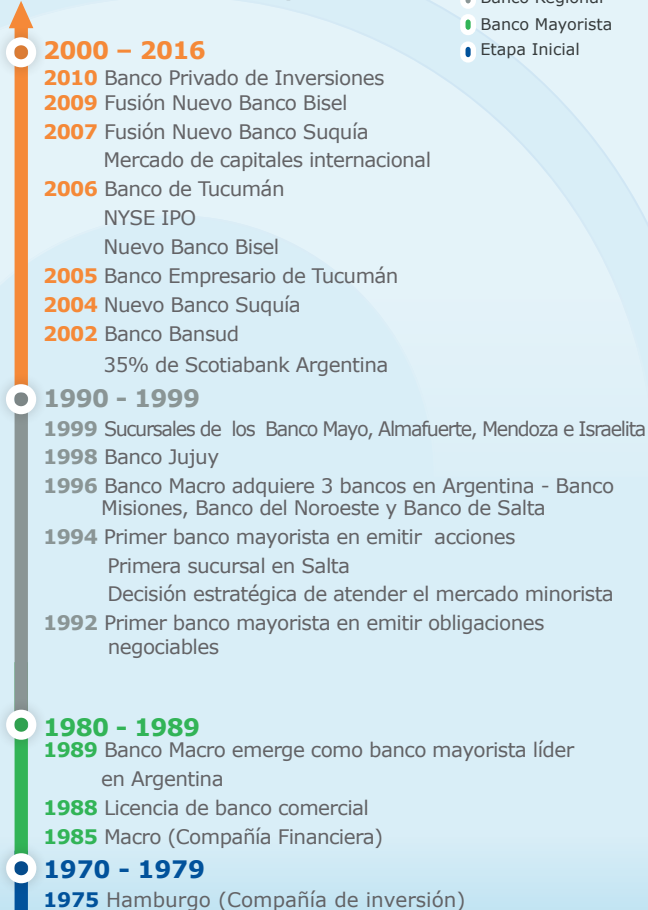 Banco Regional
Banco Mayorista
Etapa Inicial
2000 – 2016
2010 Banco Privado de Inversiones
2009 Fusión Nuevo Banco Bisel
2007 Fusión Nuevo Banco Suquía
Mercado de capitales internacional
2006 Banco de Tucumán
NYSE IPO
Nuevo Banco Bisel
2005 Banco Empresario de Tucumán
2004 Nuevo Banco Suquía
2002 Banco Bansud
35% de Scotiabank Argentina
1990 - 1999
1999 Sucursales de los Banco Mayo, Almafuerte, Mendoza e Israelita
1998 Banco Jujuy
1996 Banco Macro adquiere 3 bancos en Argentina - Banco
Misiones, Banco del Noroeste y Banco de Salta
1994 Primer banco mayorista en emitir acciones
Primera sucursal en Salta
Decisión estratégica de atender el mercado minorista
1992 Primer banco mayorista en emitir obligaciones
negociables
1980 - 1989
1989 Banco Macro emerge como banco mayorista líder
en Argentina
1988 Licencia de banco comercial
1985 Macro (Compañía Financiera)
1970 - 1979
1975 Hamburgo (Compañía de inversión)